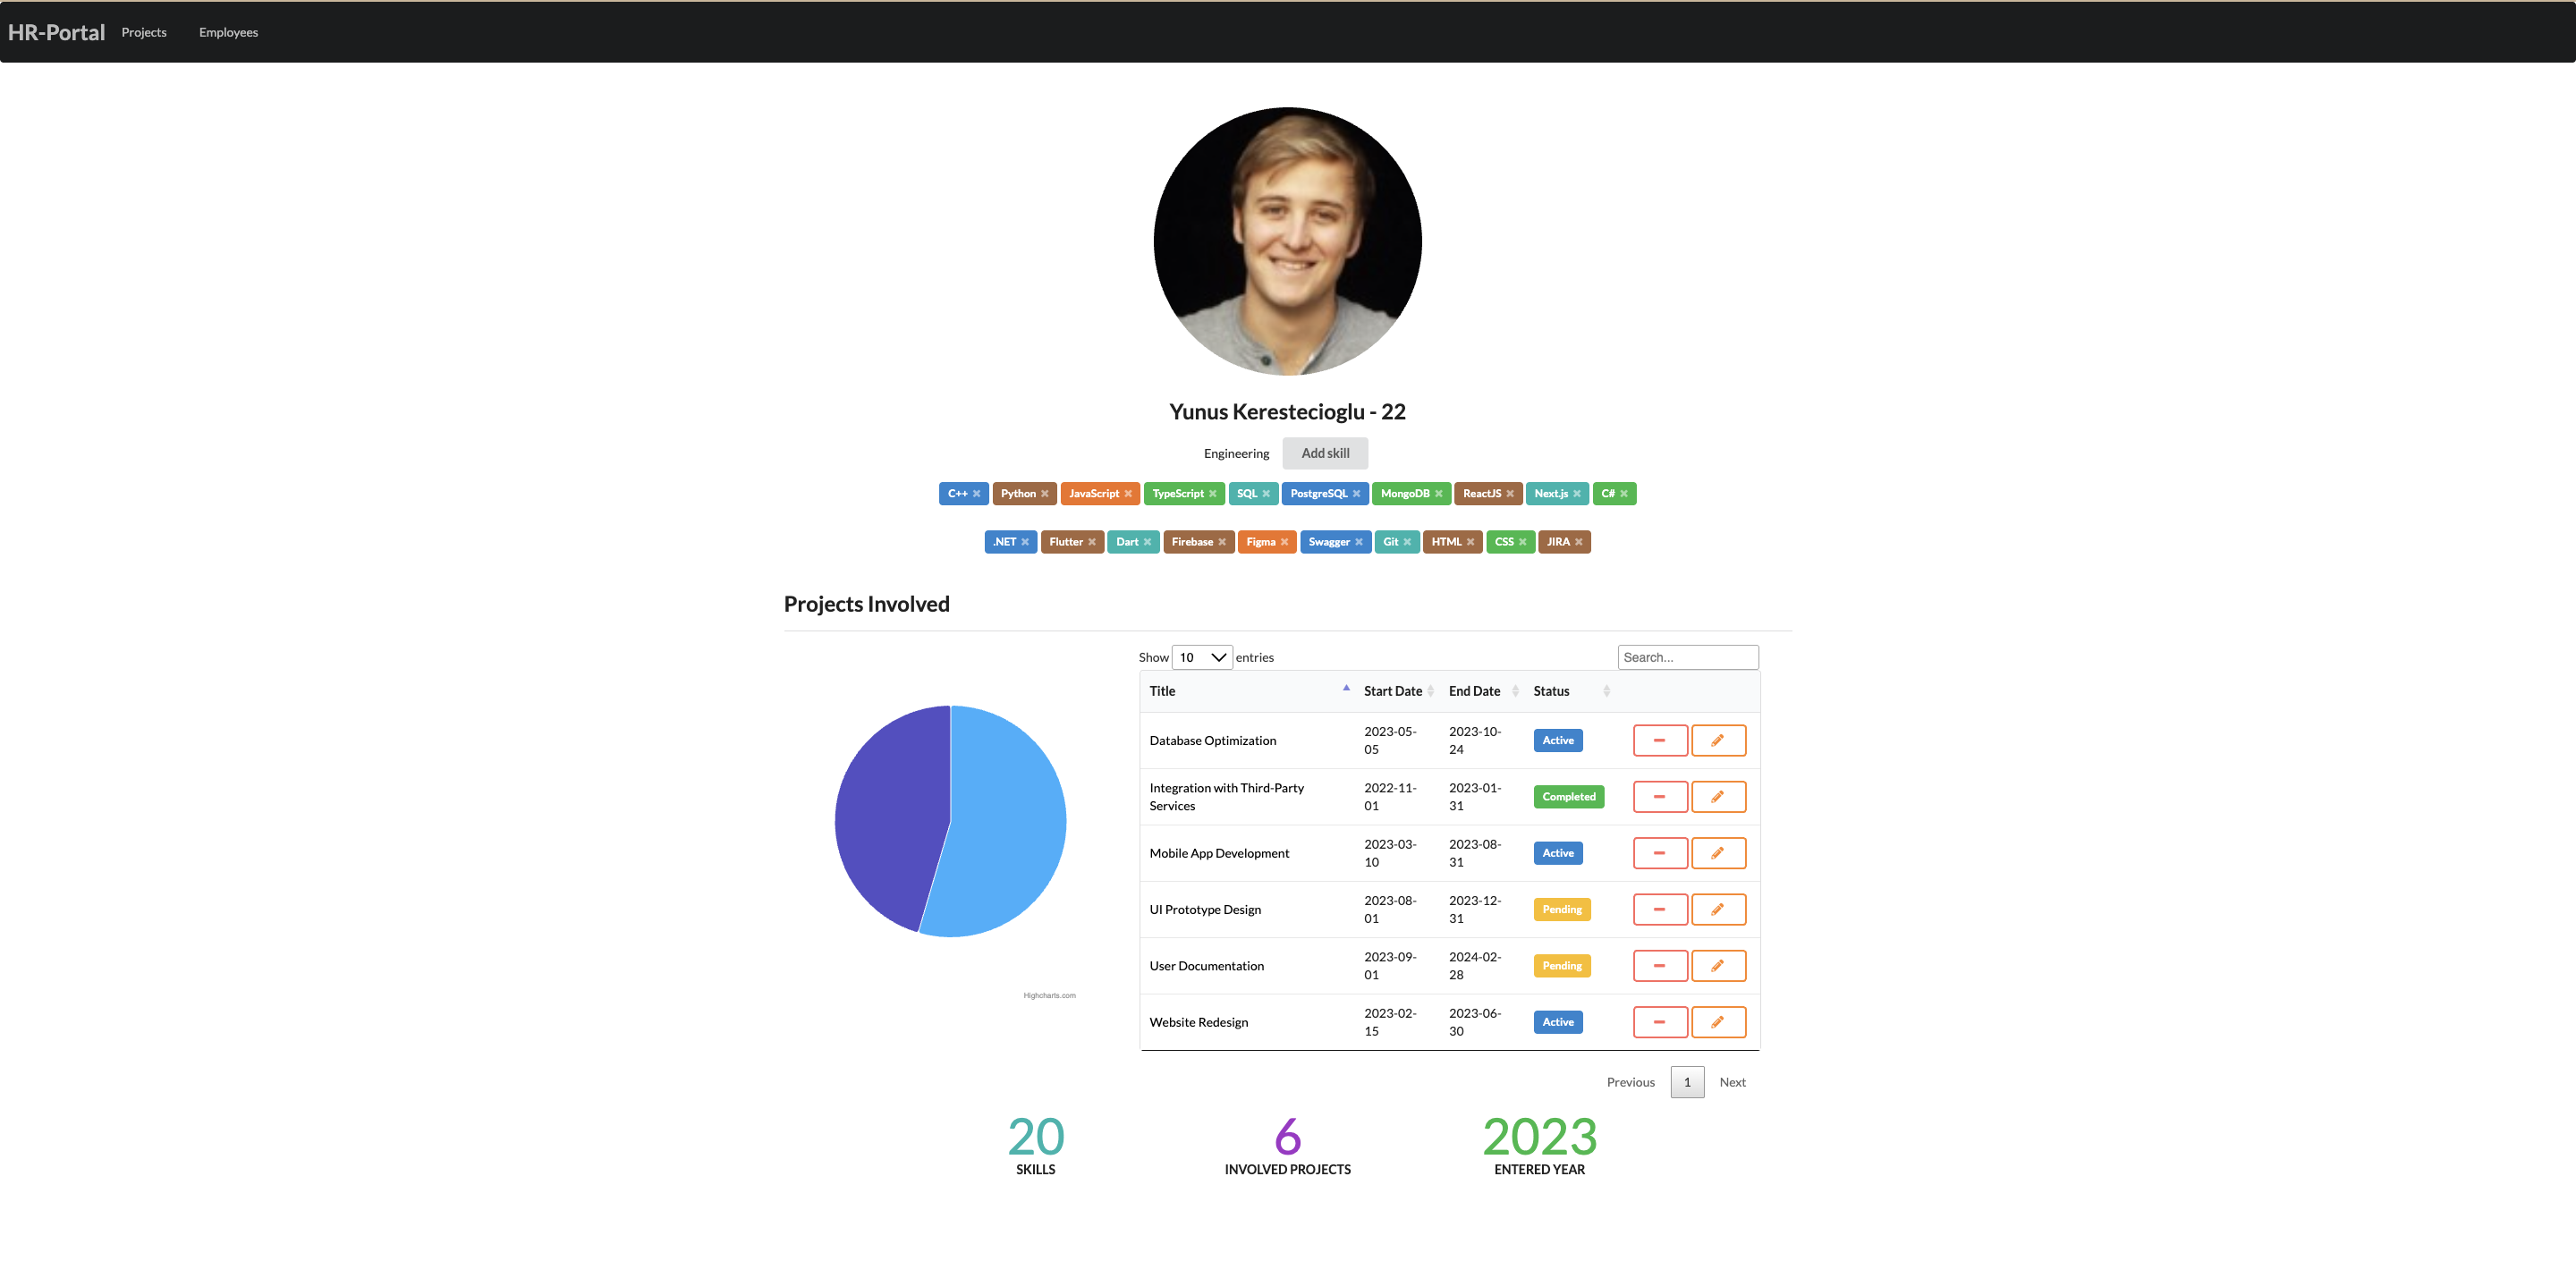 HR-Portal Projects Employees
Yunus Kerestecioglu - 22
Engineering Add skill
C++ Python JavaScript TypeScript SQL PostgreSQL MongoDB ReactJS Next.js C#
.NET Flutter Dart Firebase Figma Swagger Git HTML CSS JIRA
Projects Involved
Show 10 entries Search...
Title Start Date End Date Status
Database Optimization 2023-05-05 2023-10-24 Active
Integration with Third-Party Services 2022-11-01 2023-01-31 Completed
Mobile App Development 2023-03-10 2023-08-31 Active
UI Prototype Design 2023-08-01 2023-12-31 Pending
User Documentation 2023-09-01 2024-02-28 Pending
Highcharts.com
Website Redesign 2023-02-15 2023-06-30 Active
Previous 1 Next
20 6 2023
SKILLS INVOLVED PROJECTS ENTERED YEAR